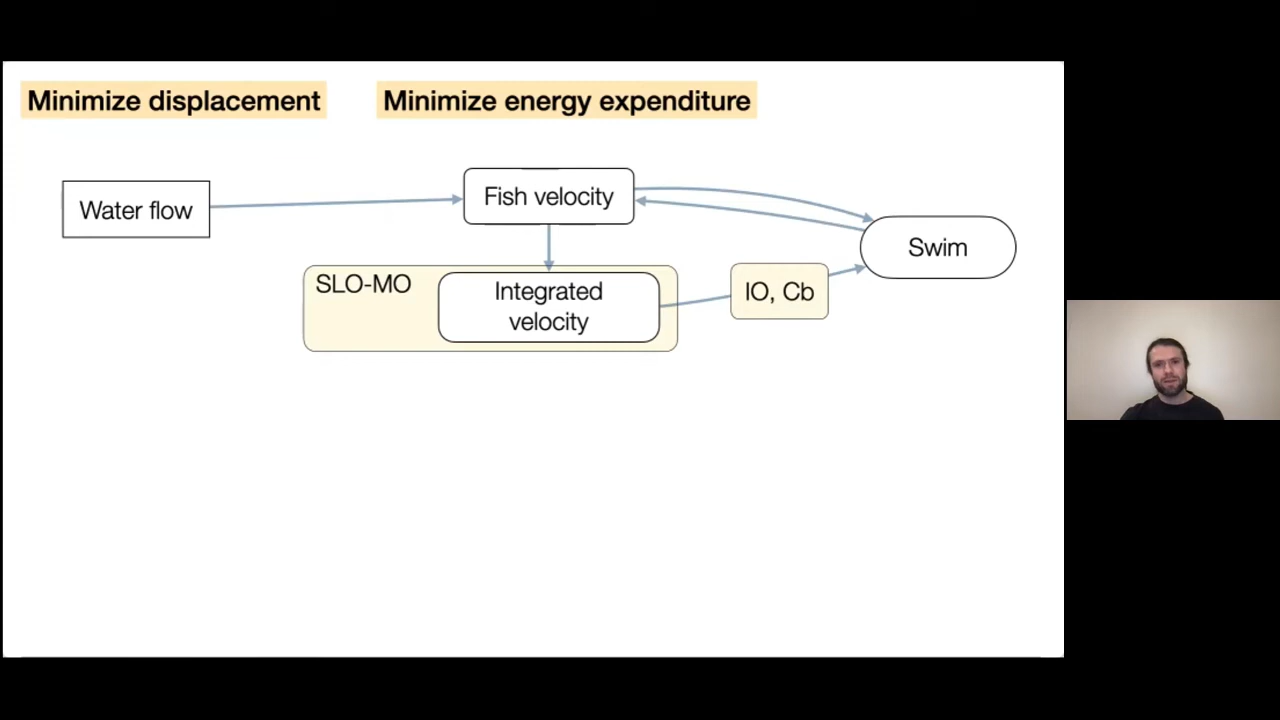 Minimize displacement
Minimize energy expenditure
Water flow
Fish velocity
Swim
SLO-MO
Integrated
velocity
IO, Cb